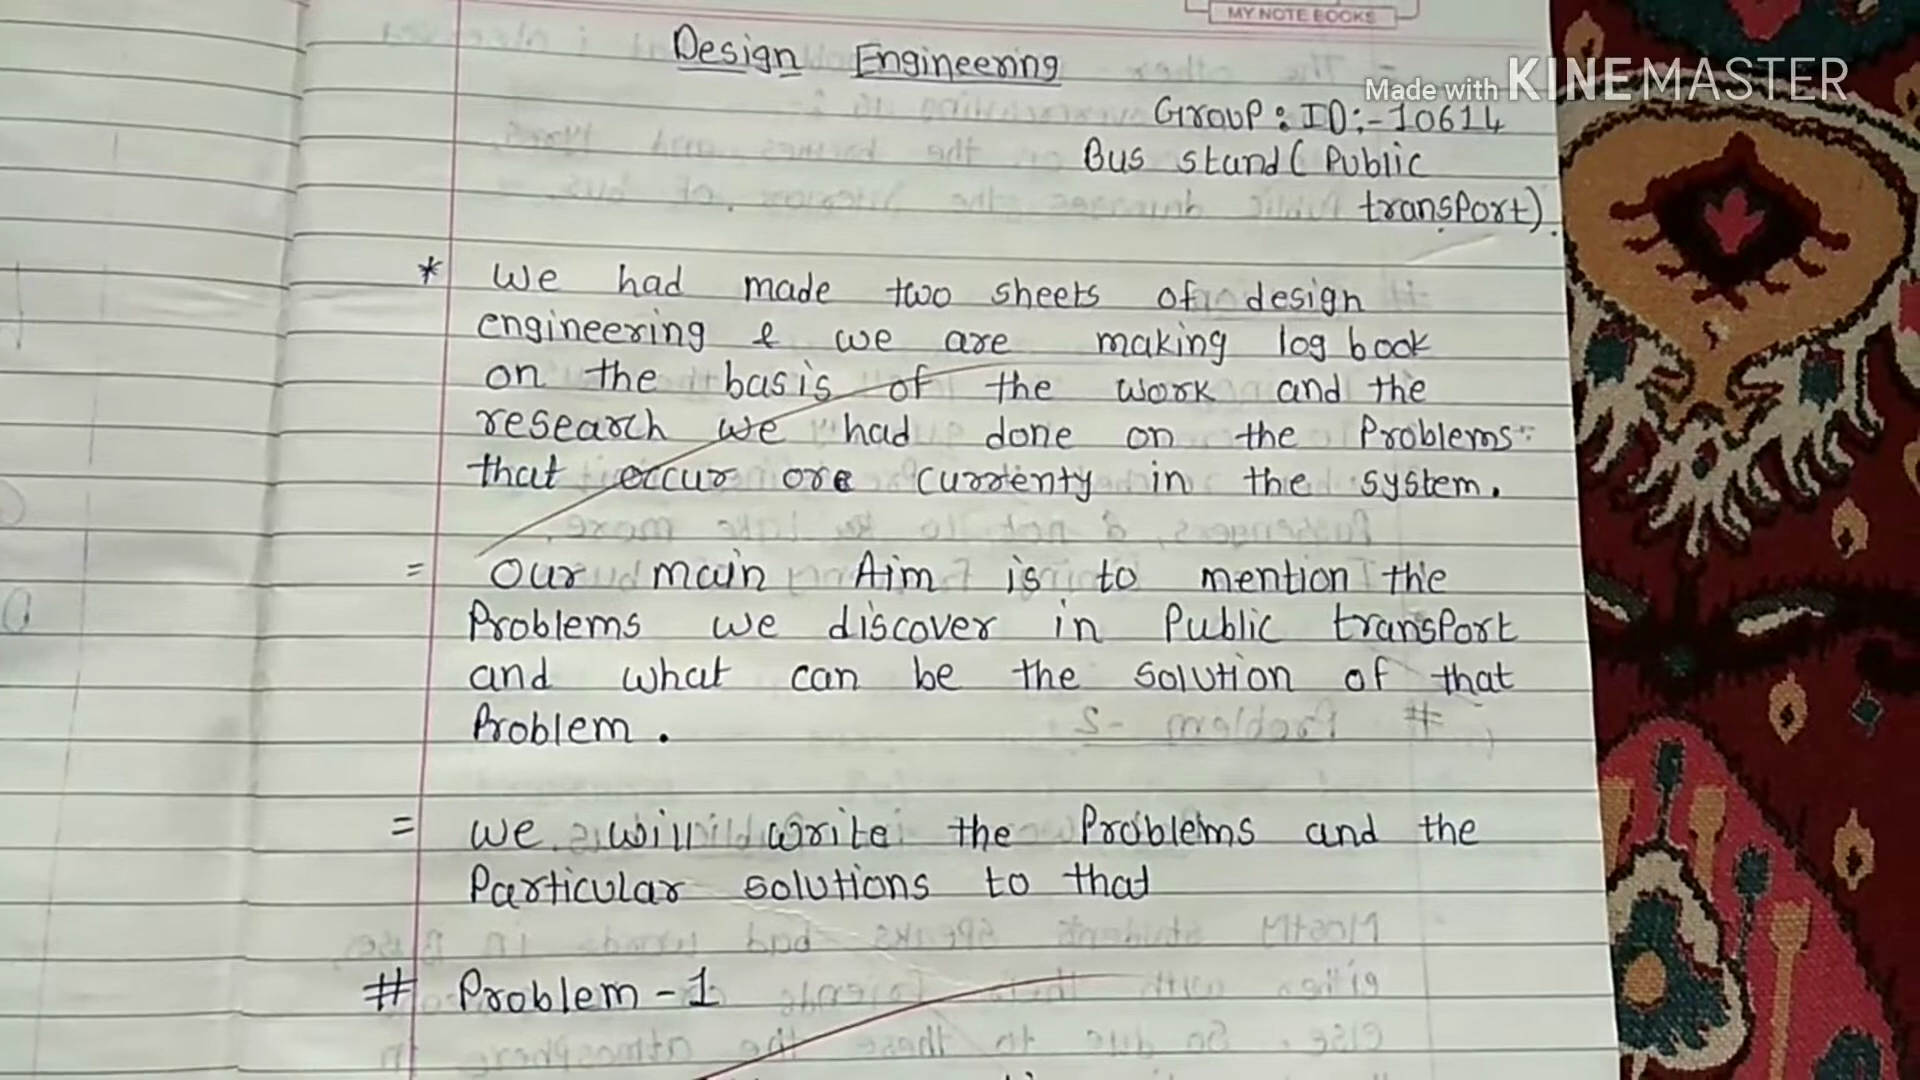 MY NOTE BOOKS
Design Engineering
Made with KINEMASTER
Group : ID:-10614
Bus stand ( Public
transport).
* We had made two sheets of design
engineering & we are making log book
on the basis of the work and the
research we had done on the Problems
that occur ore currenty in the system.
= Our main Aim is to mention the
Problems we discover in Public transport
and what can be the solution of that
Problem.
= we will write the Problems and the
Particular solutions to that
# Problem - 1